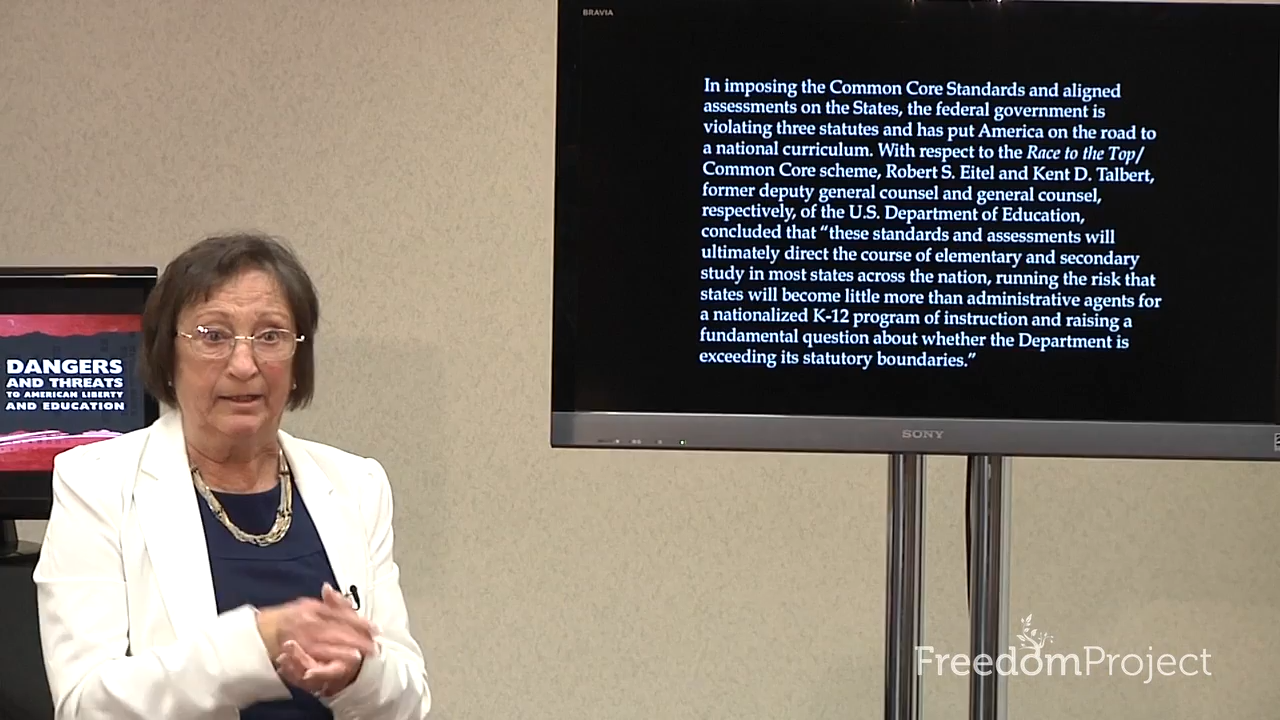 BRAVIA
In imposing the Common Core Standards and aligned
assessments on the States, the federal government is
violating three statutes and has put America on the road to
a national curriculum. With respect to the Race to the Top/
Common Core scheme, Robert S. Eitel and Kent D. Talbert,
former deputy general counsel and general counsel,
respectively, of the U.S. Department of Education,
concluded that “these standards and assessments will
ultimately direct the course of elementary and secondary
study in most states across the nation, running the risk that
states will become little more than administrative agents for
a nationalized K-12 program of instruction and raising a
fundamental question about whether the Department is
exceeding its statutory boundaries.”
SONY
DANGERS
AND THREATS
TO AMERICAN LIBERTY
AND EDUCATION
FreedomProject